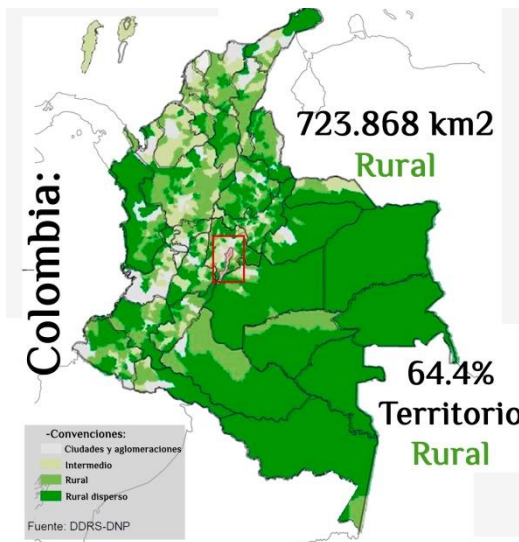 Colombia:
723.868 km2
Rural
64.4%
Territorio
Rural
-Convenciones:
Ciudades y aglomeraciones
Intermedio
Rural
Rural disperso
Fuente: DDRS-DNP